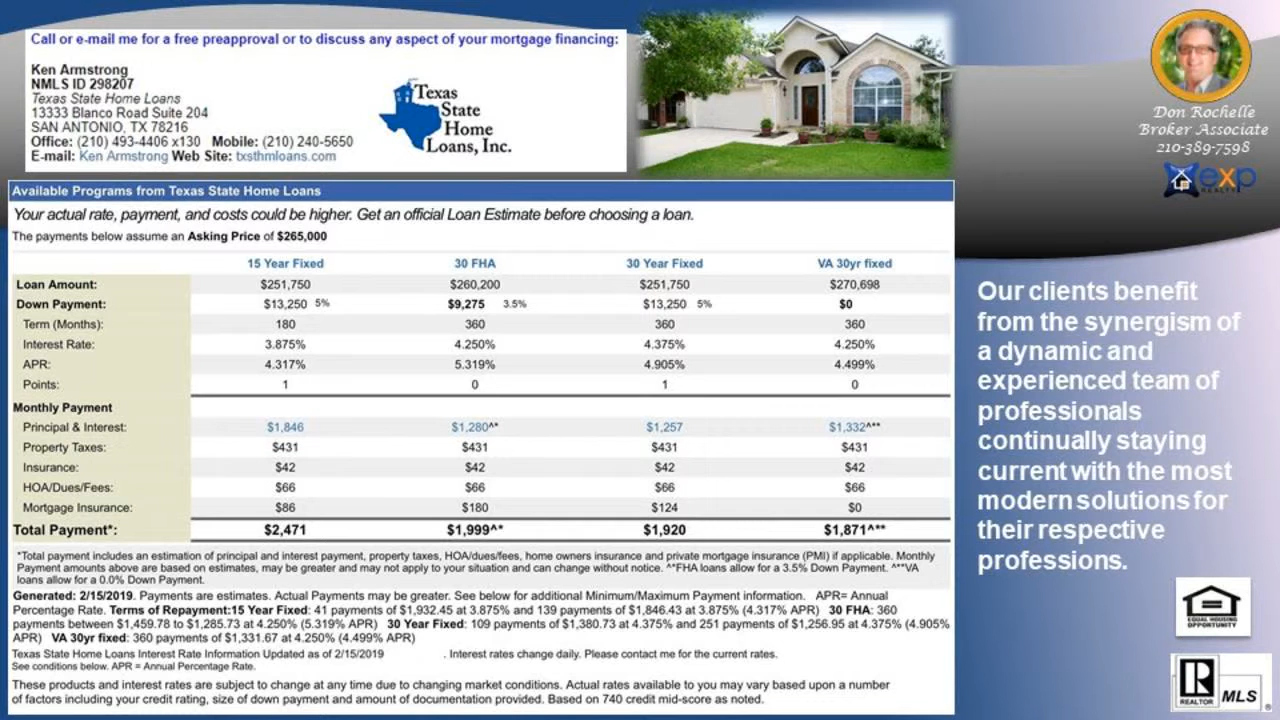 Call or e-mail me for a free preapproval or to discuss any aspect of your mortgage financing:
Ken Armstrong
NMLS ID 298207
Texas State Home Loans
13333 Blanco Road Suite 204
SAN ANTONIO, TX 78216
Office: (210) 493-4406 x130 Mobile: (210) 240-5650
E-mail: Ken Armstrong Web Site: txsthmloans.com
Texas
State
Home
Loans, Inc.
Don Rochelle
Broker Associate
210-389-7598
exp
REALTY
Available Programs from Texas State Home Loans
Your actual rate, payment, and costs could be higher. Get an official Loan Estimate before choosing a loan.
The payments below assume an Asking Price of $265,000
15 Year Fixed 30 FHA 30 Year Fixed VA 30yr fixed
Loan Amount: $251,750 $260,200 $251,750 $270,698
Down Payment: $13,250 5% $9,275 3.5% $13,250 5% $0
Term (Months): 180 360 360 360
Interest Rate: 3.875% 4.250% 4.375% 4.250%
APR: 4.317% 5.319% 4.905% 4.499%
Points: 1 0 1 0
Monthly Payment
Principal & Interest: $1,846 $1,280^* $1,257 $1,332^**
Property Taxes: $431 $431 $431 $431
Insurance: $42 $42 $42 $42
HOA/Dues/Fees: $66 $66 $66 $66
Mortgage Insurance: $86 $180 $124 $0
Total Payment*: $2,471 $1,999^* $1,920 $1,871^**
*Total payment includes an estimation of principal and interest payment, property taxes, HOA/dues/fees, home owners insurance and private mortgage insurance (PMI) if applicable. Monthly
Payment amounts above are based on estimates, may be greater and may not apply to your situation and can change without notice. ^*FHA loans allow for a 3.5% Down Payment. ^**VA
loans allow for a 0.0% Down Payment.
Generated: 2/15/2019. Payments are estimates. Actual Payments may be greater. See below for additional Minimum/Maximum Payment information. APR= Annual
Percentage Rate. Terms of Repayment:15 Year Fixed: 41 payments of $1,932.45 at 3.875% and 139 payments of $1,846.43 at 3.875% (4.317% APR) 30 FHA: 360
payments between $1,459.78 to $1,285.73 at 4.250% (5.319% APR) 30 Year Fixed: 109 payments of $1,380.73 at 4.375% and 251 payments of $1,256.95 at 4.375% (4.905%
APR) VA 30yr fixed: 360 payments of $1,331.67 at 4.250% (4.499% APR)
Texas State Home Loans Interest Rate Information Updated as of 2/15/2019 . Interest rates change daily. Please contact me for the current rates.
See conditions below. APR = Annual Percentage Rate.
These products and interest rates are subject to change at any time due to changing market conditions. Actual rates available to you may vary based upon a number
of factors including your credit rating, size of down payment and amount of documentation provided. Based on 740 credit mid-score as noted.
Our clients benefit
from the synergism of
a dynamic and
experienced team of
professionals
continually staying
current with the most
modern solutions for
their respective
professions.
EQUAL HOUSING
OPPORTUNITY
R
REALTOR MLS
®